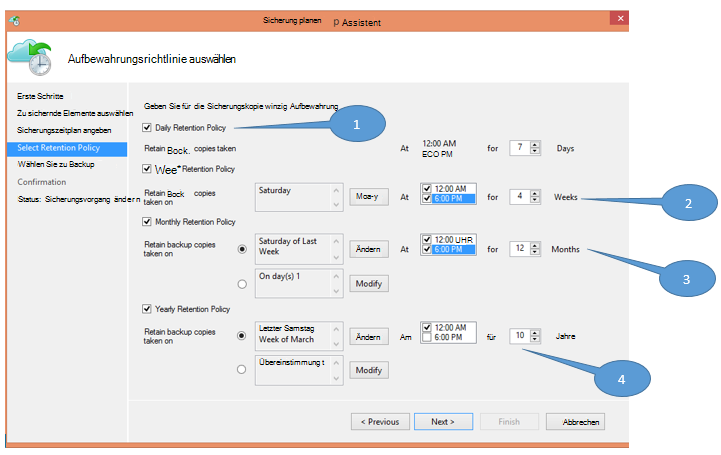 Sicherung planen p Assistent
Aufbewahrungsrichtlinie auswählen
Erste Schritte
Zu sichernde Elemente auswählen
Sicherungszeitplan angeben
Select Retention Policy
Wählen Sie zu Backup
Confirmation
Status: Sicherungsvorgang ändern
Geben Sie für die Sicherungskopie winzig Aufbewahrung
Daily Retention Policy
1
Retain Bock. copies taken
At
12:00 AM
ECO PM
for
7
Days
Wee* Retention Policy
Retain Bock copies
taken on
Saturday
Moa-y
At
12:00 AM
6:00 PM
for
4
Weeks
2
Monthly Retention Policy
Retain backup copies
taken on
Saturday of Last
Week
Ändern
At
12:00 UHR
6:00 PM
for
12
Months
3
On day(s) 1
Modify
Yearly Retention Policy
Retain backup copies
taken on
Letzter Samstag
Week of March
Ändern
Am
12:00 AM
6:00 PM
für
10
Jahre
4
Übereinstimmung t
Modify
< Previous
Next >
Finish
Abbrechen